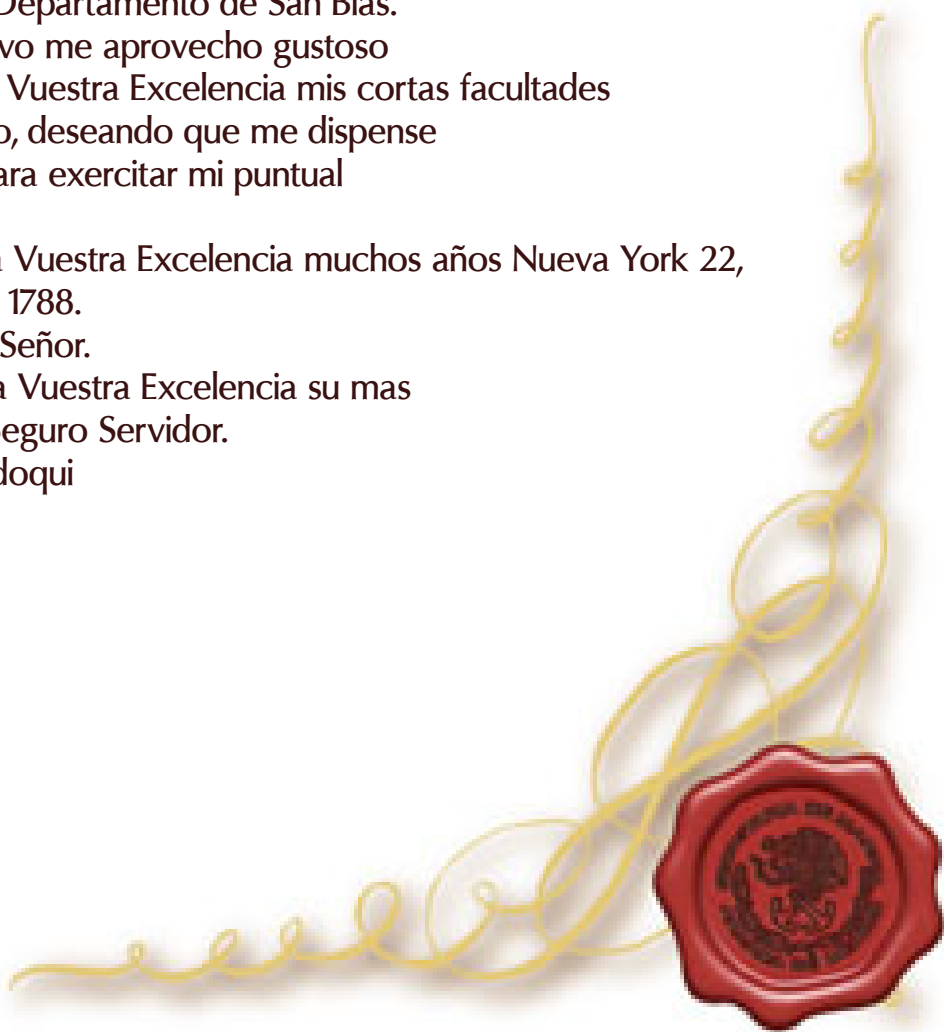 Departamento de San Blas.
vo me aprovecho gustoso
Vuestra Excelencia mis cortas facultades
o, deseando que me dispense
ara exercitar mi puntual
a Vuestra Excelencia muchos años Nueva York 22,
1788.
Señor.
a Vuestra Excelencia su mas
Seguro Servidor.
doqui